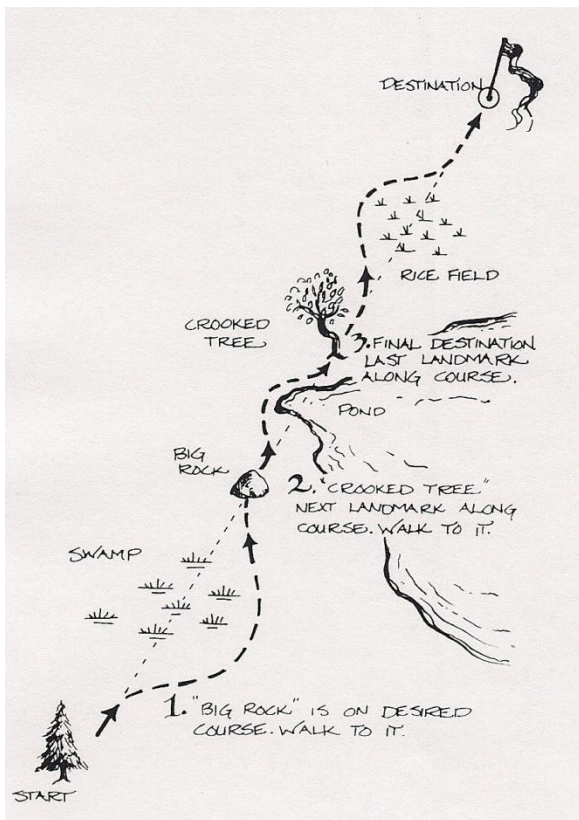 DESTINATION
RICE FIELD
CROOKED
TREE
3. FINAL DESTINATION
LAST LANDMARK
ALONG COURSE.
POND
BIG
ROCK
2. "CROOKED TREE"
NEXT LANDMARK ALONG
COURSE. WALK TO IT.
SWAMP
1. "BIG ROCK" IS ON DESIRED
COURSE. WALK TO IT.
START